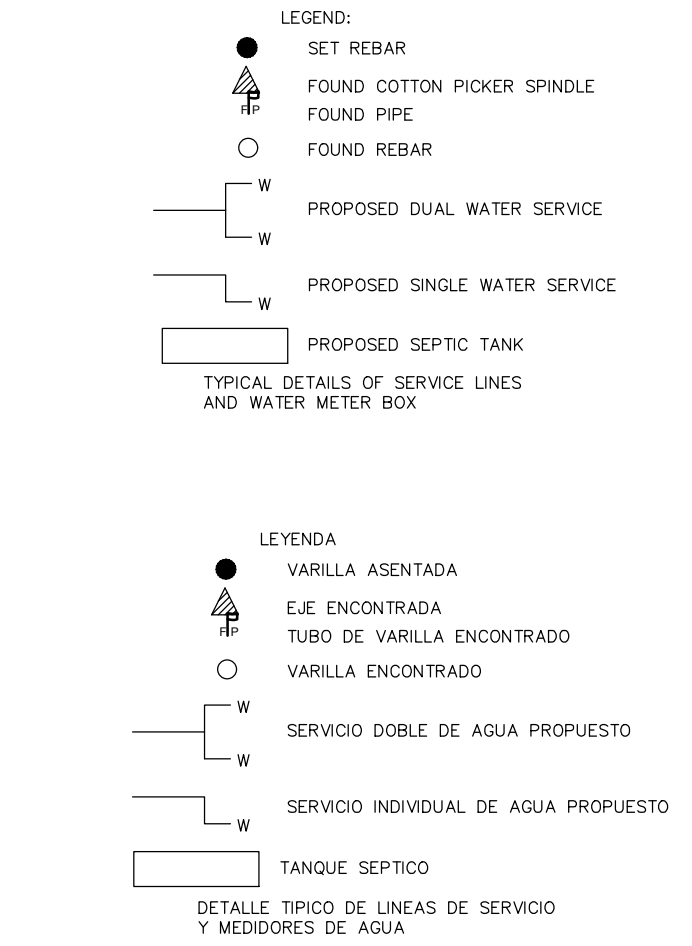 LEGEND:
SET REBAR
FOUND COTTON PICKER SPINDLE
P
F P
FOUND PIPE
FOUND REBAR
W
PROPOSED DUAL WATER SERVICE
W
PROPOSED SINGLE WATER SERVICE
W
PROPOSED SEPTIC TANK
TYPICAL DETAILS OF SERVICE LINES
AND WATER METER BOX
LEYENDA
VARILLA ASENTADA
EJE ENCONTRADA
P
F P
TUBO DE VARILLA ENCONTRADO
VARILLA ENCONTRADO
W
SERVICIO DOBLE DE AGUA PROPUESTO
W
SERVICIO INDIVIDUAL DE AGUA PROPUESTO
W
TANQUE SEPTICO
DETALLE TIPICO DE LINEAS DE SERVICIO
Y MEDIDORES DE AGUA